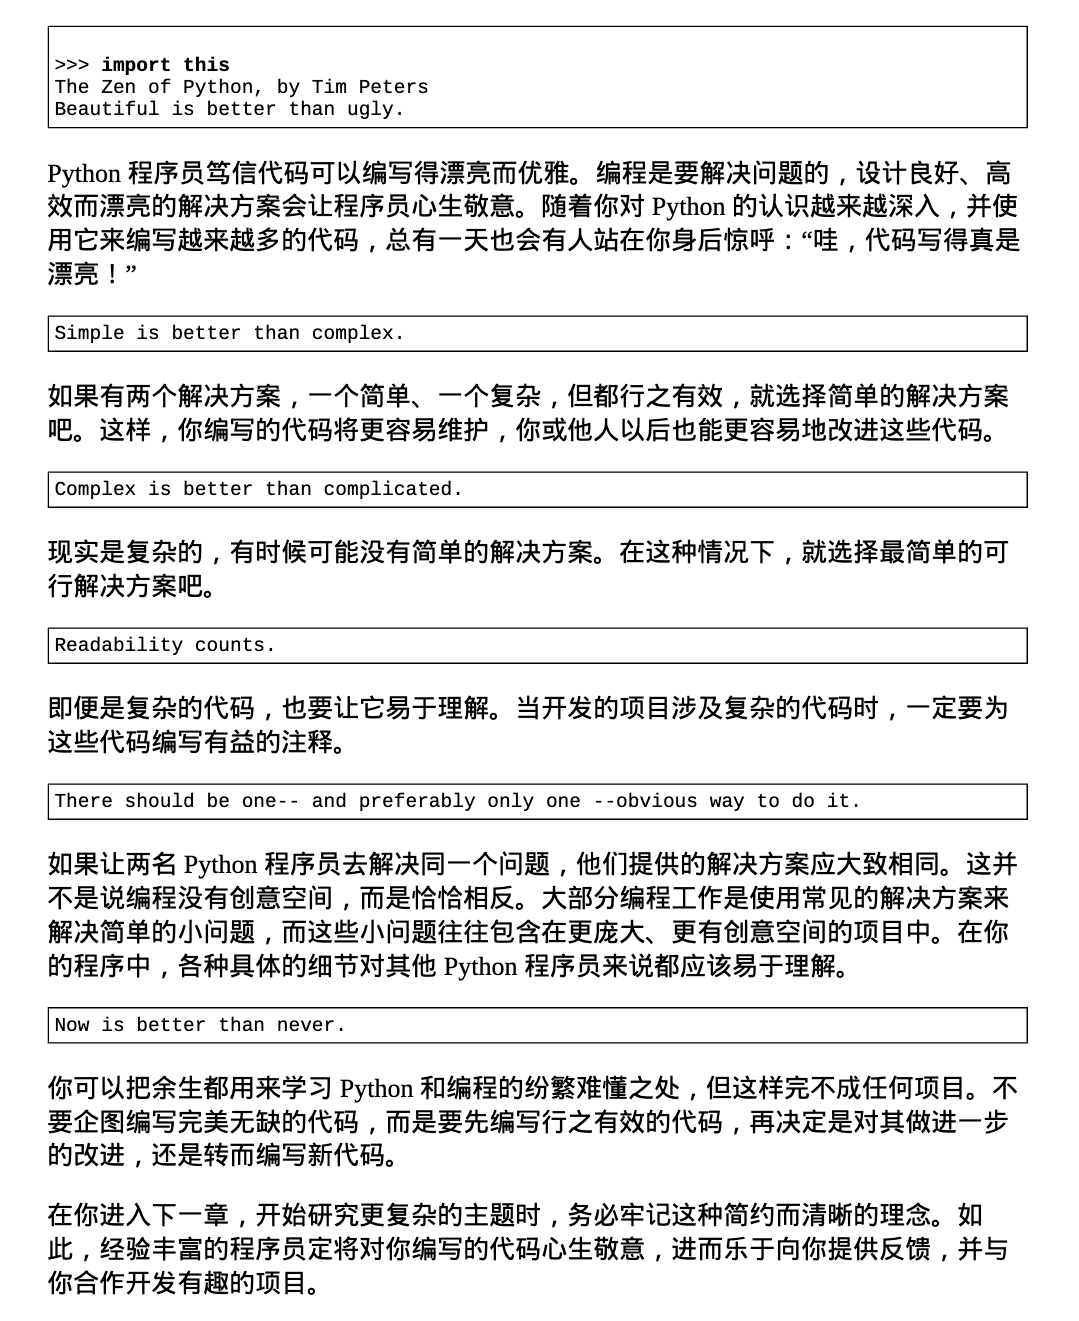 >>> import this
The Zen of Python, by Tim Peters
Beautiful is better than ugly.
Python 程序员笃信代码可以编写得漂亮而优雅。编程是要解决问题的，设计良好、高
效而漂亮的解决方案会让程序员心生敬意。随着你对 Python 的认识越来越深入，并使
用它来编写越来越多的代码，总有一天也会有人站在你身后惊呼：“哇，代码写得真是
漂亮！”
Simple is better than complex.
如果有两个解决方案，一个简单、一个复杂，但都行之有效，就选择简单的解决方案
吧。这样，你编写的代码将更容易维护，你或他人以后也能更容易地改进这些代码。
Complex is better than complicated.
现实是复杂的，有时候可能没有简单的解决方案。在这种情况下，就选择最简单的可
行解决方案吧。
Readability counts.
即便是复杂的代码，也要让它易于理解。当开发的项目涉及复杂的代码时，一定要为
这些代码编写有益的注释。
There should be one-- and preferably only one --obvious way to do it.
如果让两名 Python 程序员去解决同一个问题，他们提供的解决方案应大致相同。这并
不是说编程没有创意空间，而是恰恰相反。大部分编程工作是使用常见的解决方案来
解决简单的小问题，而这些小问题往往包含在更庞大、更有创意空间的项目中。在你
的程序中，各种具体的细节对其他 Python 程序员来说都应该易于理解。
Now is better than never.
你可以把余生都用来学习 Python 和编程的纷繁难懂之处，但这样完不成任何项目。不
要企图编写完美无缺的代码，而是要先编写行之有效的代码，再决定是对其做进一步
的改进，还是转而编写新代码。
在你进入下一章，开始研究更复杂的主题时，务必牢记这种简约而清晰的理念。如
此，经验丰富的程序员定将对你编写的代码心生敬意，进而乐于向你提供反馈，并与
你合作开发有趣的项目。